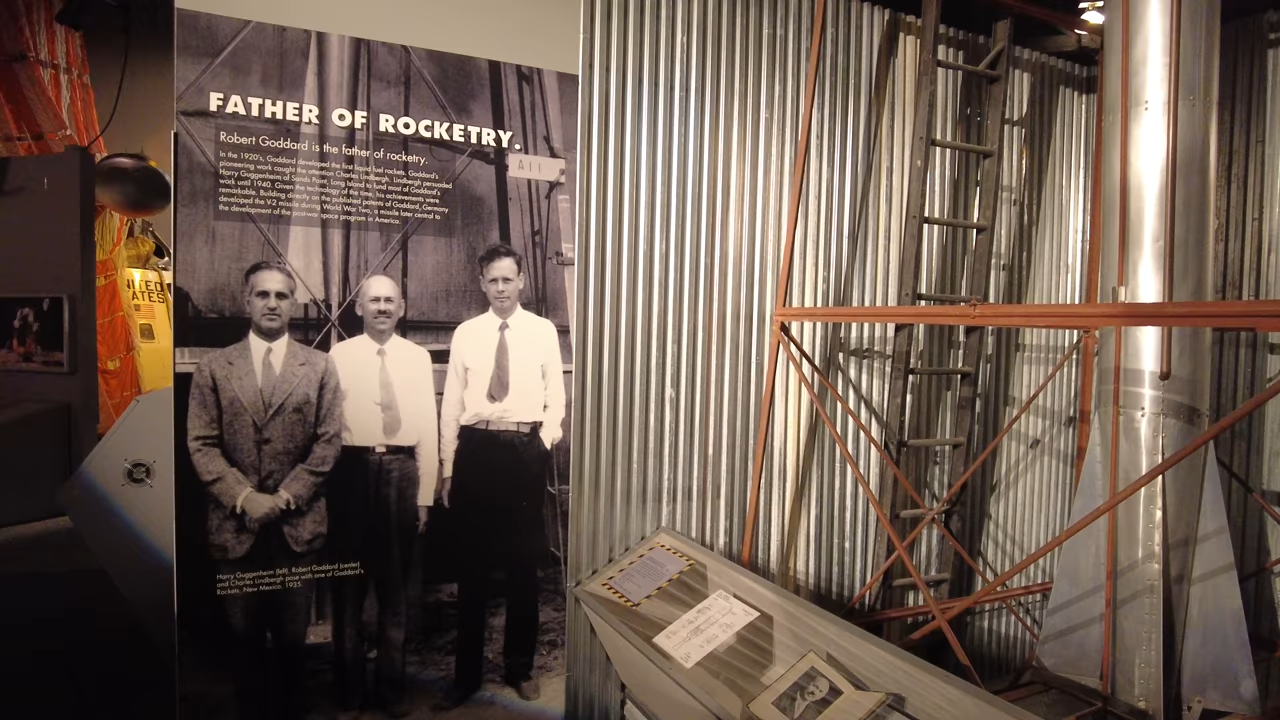 FATHER OF ROCKETRY.
Robert Goddard is the father of rocketry.
In the 1920's, Goddard developed the first liquid fuel rockets. Goddard's
pioneering work caught the attention Charles Lindbergh. Lindbergh persuaded
Harry Guggenheim of Sands Point, Long Island to fund most of Goddard's
work until 1940. Given the technology of the time, his achievements were
remarkable. Building directly on the published patents of Goddard, Germany
developed the V-2 missile during World War Two, a missile later central to
the development of the post-war space program in America.
A11
UNITED
STATES
Harry Guggenheim (left), Robert Goddard (center)
and Charles Lindbergh pose with one of Goddard's
Rockets, New Mexico, 1935.